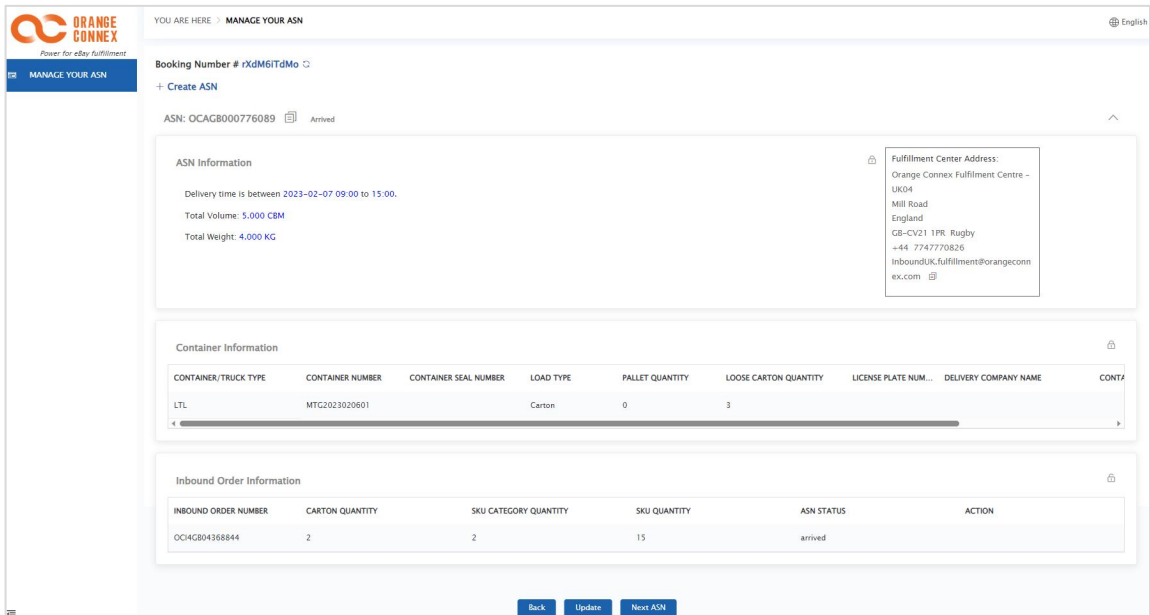 ORANGE
CONNEX
Power for eBay fulfillment
MANAGE YOUR ASN
YOU ARE HERE > MANAGE YOUR ASN
English
Booking Number # rXdM6iTdMo
+ Create ASN
ASN: OCAGB000776089 Arrived
ASN Information
Delivery time is between 2023-02-07 09:00 to 15:00.
Total Volume: 5.000 CBM
Total Weight: 4.000 KG
Fulfillment Center Address:
Orange Connex Fulfilment Centre -
UK04
Mill Road
England
GB-CV21 1PR Rugby
+44 7747770826
InboundUK.fulfillment@orangeconn
ex.com
Container Information
CONTAINER/TRUCK TYPE CONTAINER NUMBER CONTAINER SEAL NUMBER LOAD TYPE PALLET QUANTITY LOOSE CARTON QUANTITY LICENSE PLATE NUM... DELIVERY COMPANY NAME CONTA
LTL MTG2023020601 Carton 0 3
Inbound Order Information
INBOUND ORDER NUMBER CARTON QUANTITY SKU CATEGORY QUANTITY SKU QUANTITY ASN STATUS ACTION
OCI4GB04368844 2 2 15 arrived
Back Update Next ASN